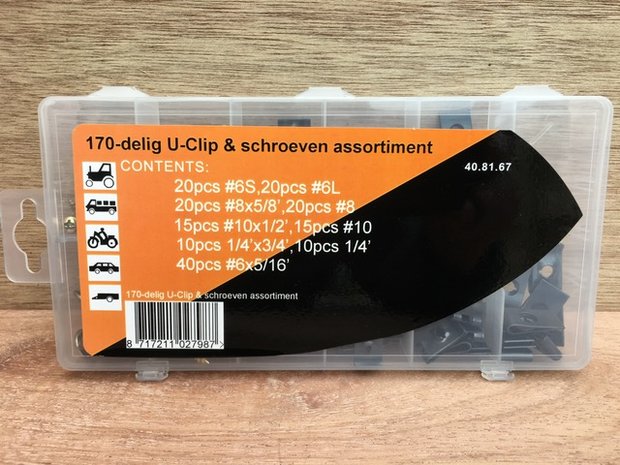 170-delig U-Clip & schroeven assortiment
CONTENTS:
40.81.67
20pcs #6S,20pcs #6L
20pcs #8x5/8',20pcs #8
15pcs #10x1/2',15pcs #10
10pcs 1/4'x3/4',10pcs 1/4'
40pcs #6x5/16'
170-delig U-Clip & schroeven assortiment
8 717211 027987 >